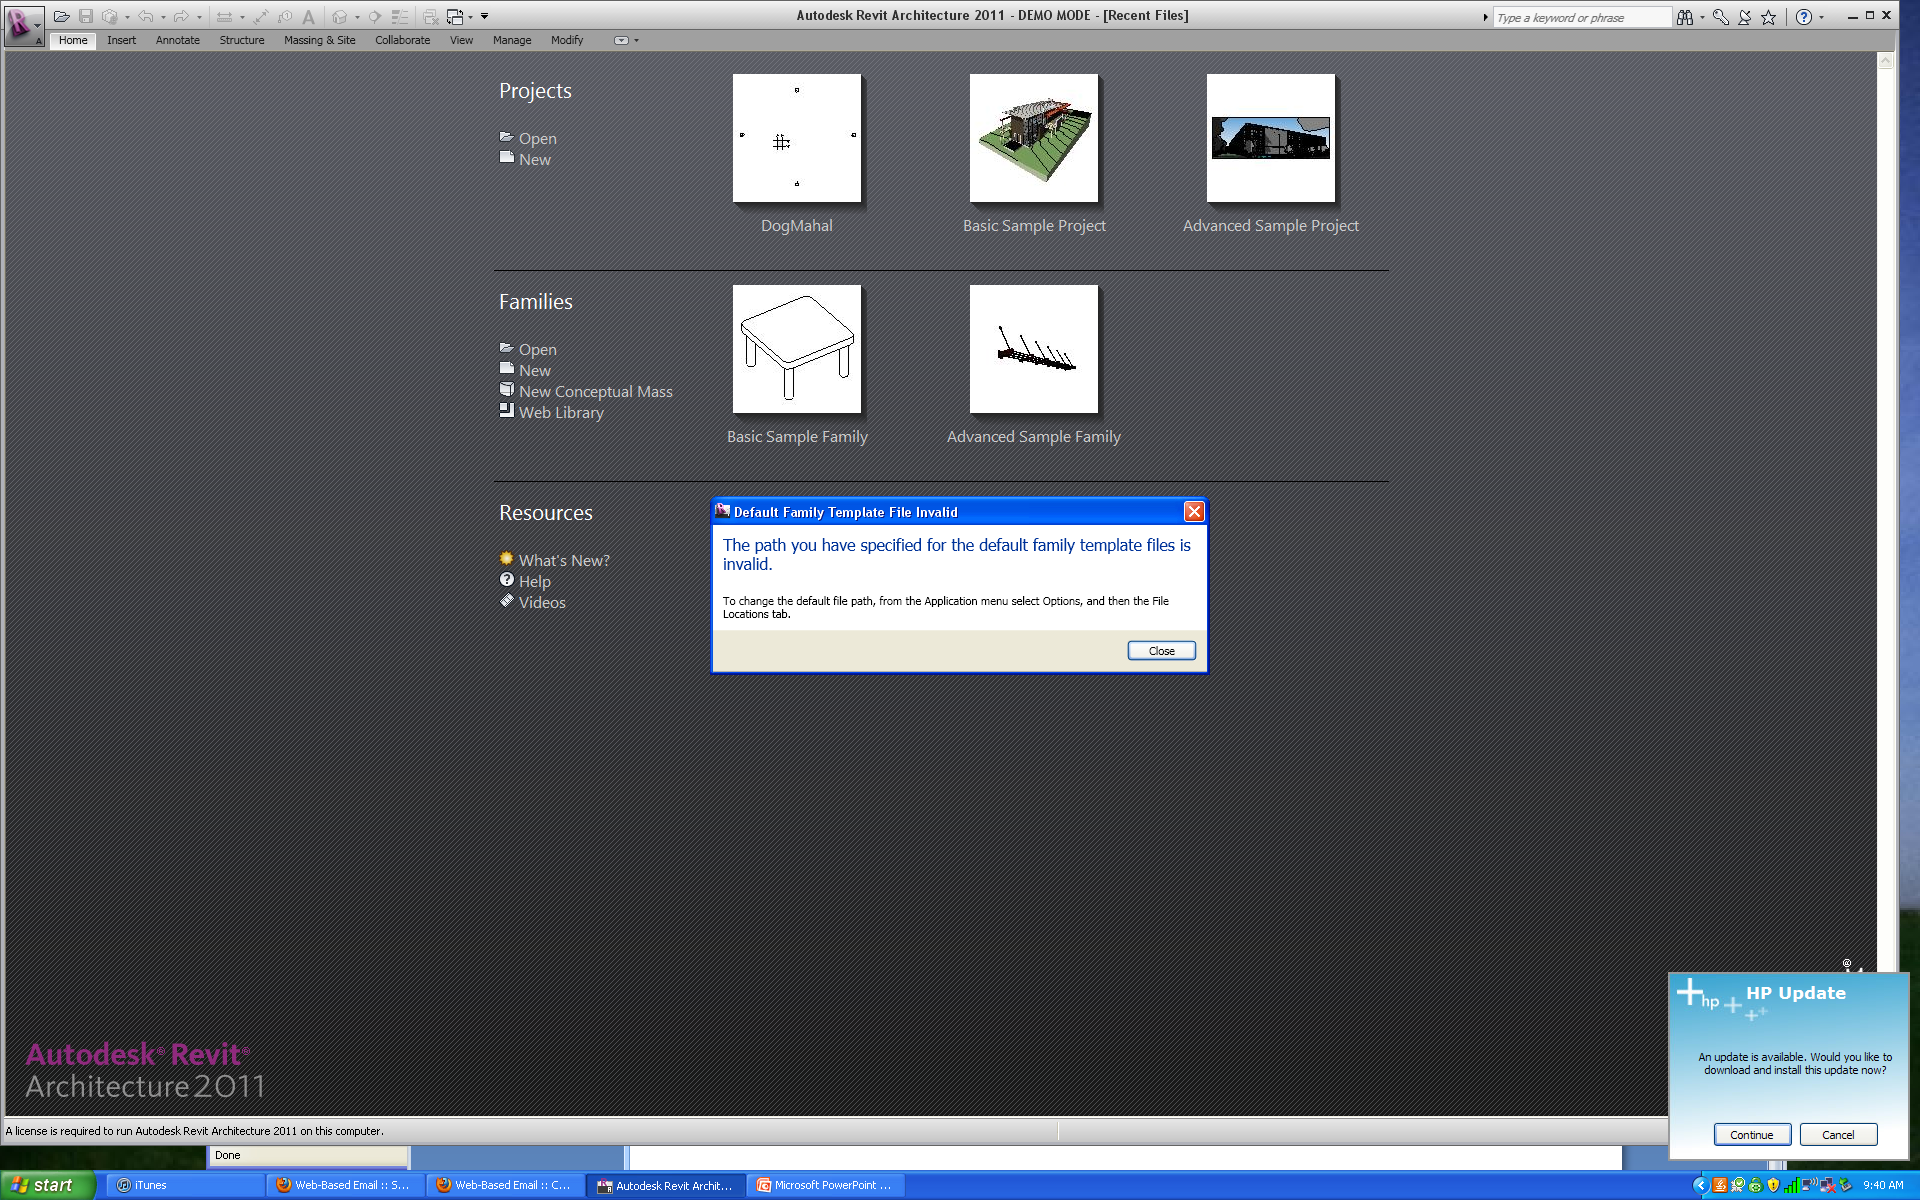 Autodesk Revit Architecture 2011 - DEMO MODE - [Recent Files]
Type a keyword or phrase
Home Insert Annotate Structure Massing & Site Collaborate View Manage Modify
Projects
Open
New
DogMahal
Basic Sample Project
Advanced Sample Project
Families
Open
New
New Conceptual Mass
Web Library
Basic Sample Family
Advanced Sample Family
Resources
What's New?
Help
Videos
Default Family Template File Invalid
The path you have specified for the default family template files is
invalid.
To change the default file path, from the Application menu select Options, and then the File
Locations tab.
Close
hp HP Update
An update is available. Would you like to
download and install this update now?
Continue Cancel
Autodesk® Revit®
Architecture 2011
A license is required to run Autodesk Revit Architecture 2011 on this computer.
Done
start iTunes Web-Based Email :: S... Web-Based Email :: C... Autodesk Revit Archit... Microsoft PowerPoint ... 9:40 AM